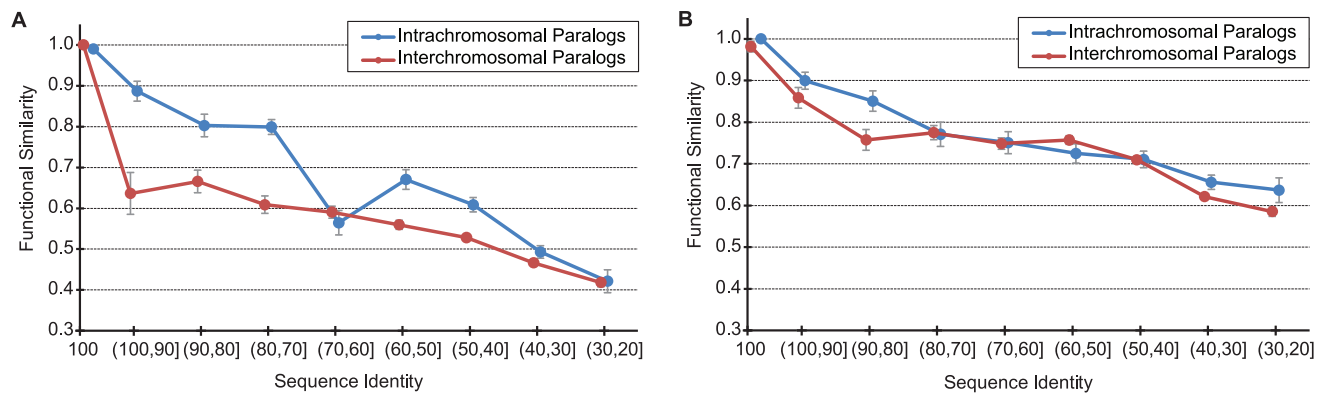 A
Intrachromosomal Paralogs
Interchromosomal Paralogs
Functional Similarity
1.0
0.9
0.8
0.7
0.6
0.5
0.4
0.3
100 (100,90] (90,80] (80,70] (70,60] (60,50] (50,40] (40,30] (30,20]
Sequence Identity
B
Intrachromosomal Paralogs
Interchromosomal Paralogs
Functional Similarity
1.0
0.9
0.8
0.7
0.6
0.5
0.4
0.3
100 (100,90] (90,80] (80,70] (70,60] (60,50] (50,40] (40,30] (30,20]
Sequence Identity